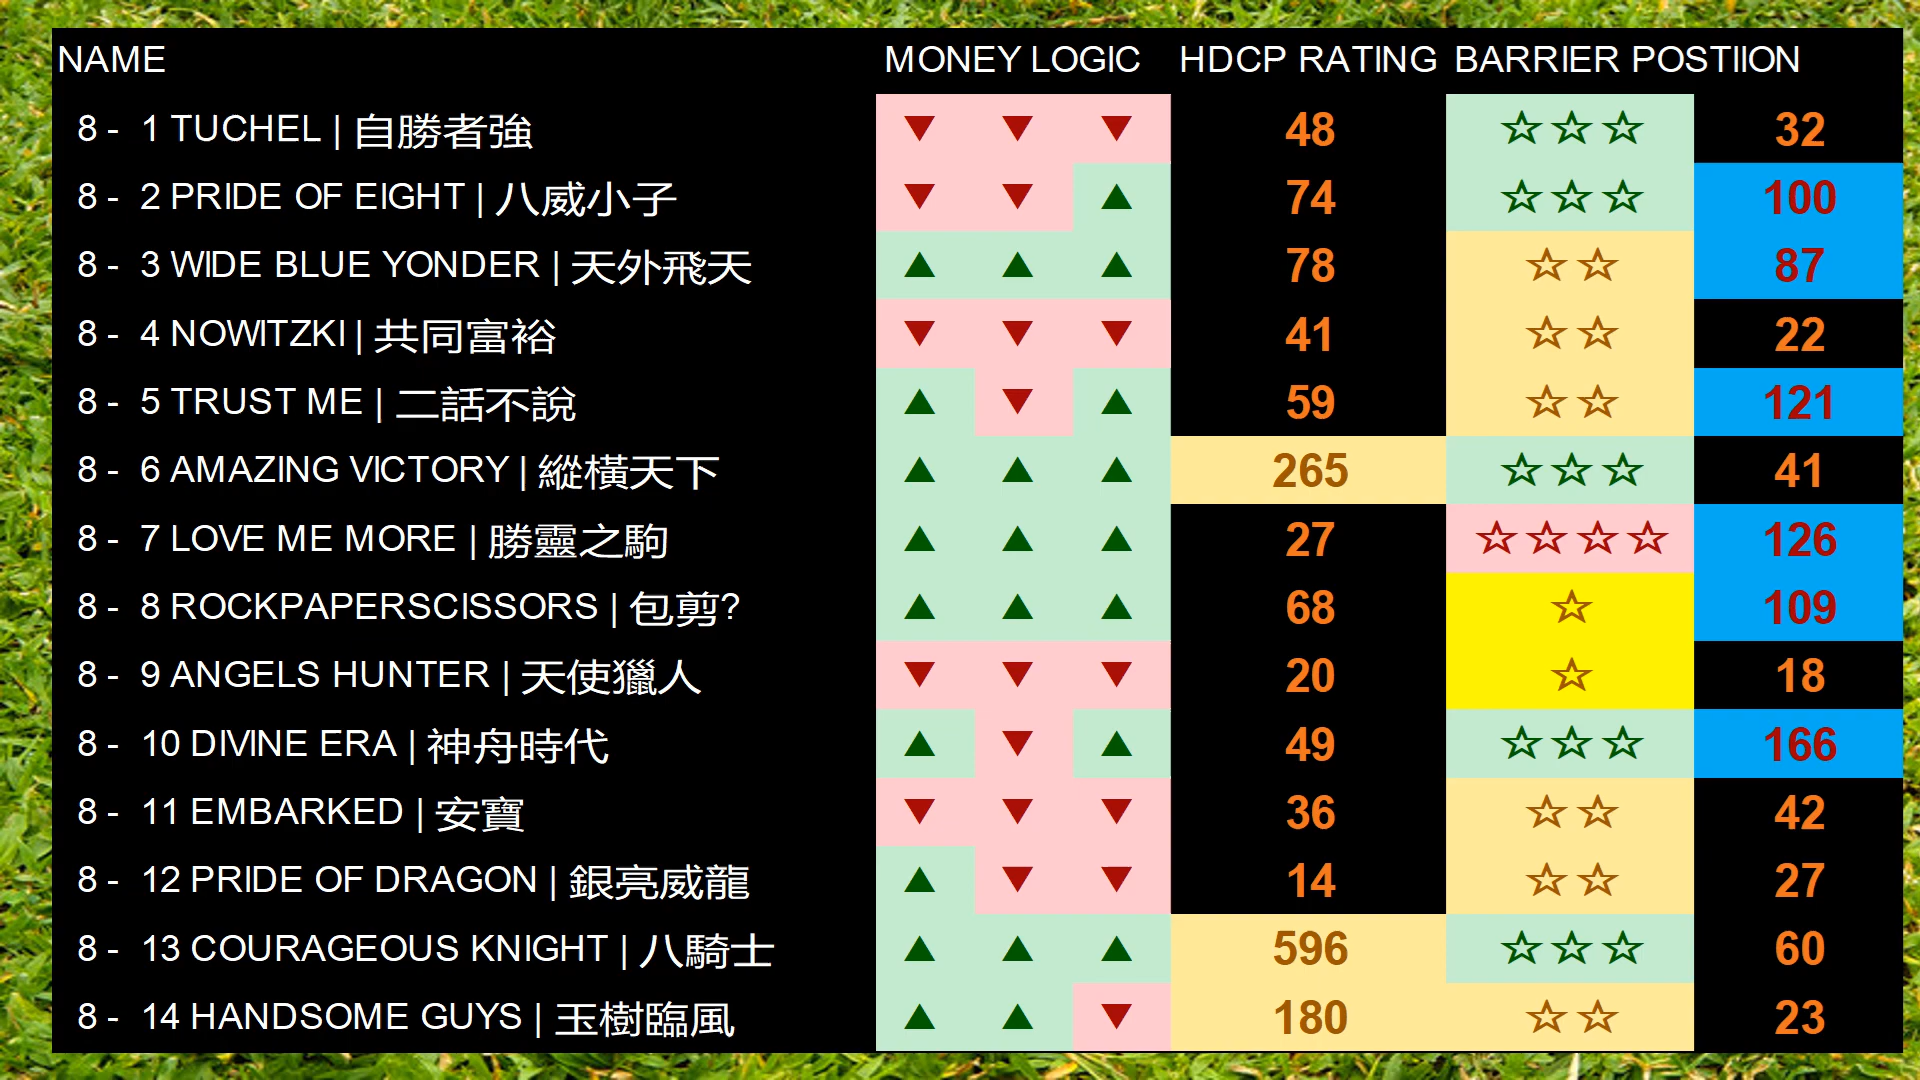 NAME MONEY LOGIC HDCP RATING BARRIER POSTIION
8 - 1 TUCHEL | 自勝者強 ▼ ▼ ▼ 48 ☆☆☆ 32
8 - 2 PRIDE OF EIGHT | 八威小子 ▼ ▼ ▲ 74 ☆☆☆ 100
8 - 3 WIDE BLUE YONDER | 天外飛天 ▲ ▲ ▲ 78 ☆☆ 87
8 - 4 NOWITZKI | 共同富裕 ▼ ▼ ▼ 41 ☆☆ 22
8 - 5 TRUST ME | 二話不說 ▲ ▼ ▲ 59 ☆☆ 121
8 - 6 AMAZING VICTORY | 縱橫天下 ▲ ▲ ▲ 265 ☆☆☆ 41
8 - 7 LOVE ME MORE | 勝靈之駒 ▲ ▲ ▲ 27 ☆☆☆☆ 126
8 - 8 ROCKPAPERSCISSORS | 包剪? ▲ ▲ ▲ 68 ☆ 109
8 - 9 ANGELS HUNTER | 天使獵人 ▼ ▼ ▼ 20 ☆ 18
8 - 10 DIVINE ERA | 神舟時代 ▲ ▼ ▲ 49 ☆☆☆ 166
8 - 11 EMBARKED | 安寶 ▼ ▼ ▼ 36 ☆☆ 42
8 - 12 PRIDE OF DRAGON | 銀亮威龍 ▲ ▼ ▼ 14 ☆☆ 27
8 - 13 COURAGEOUS KNIGHT | 八騎士 ▲ ▲ ▲ 596 ☆☆☆ 60
8 - 14 HANDSOME GUYS | 玉樹臨風 ▲ ▲ ▼ 180 ☆☆ 23